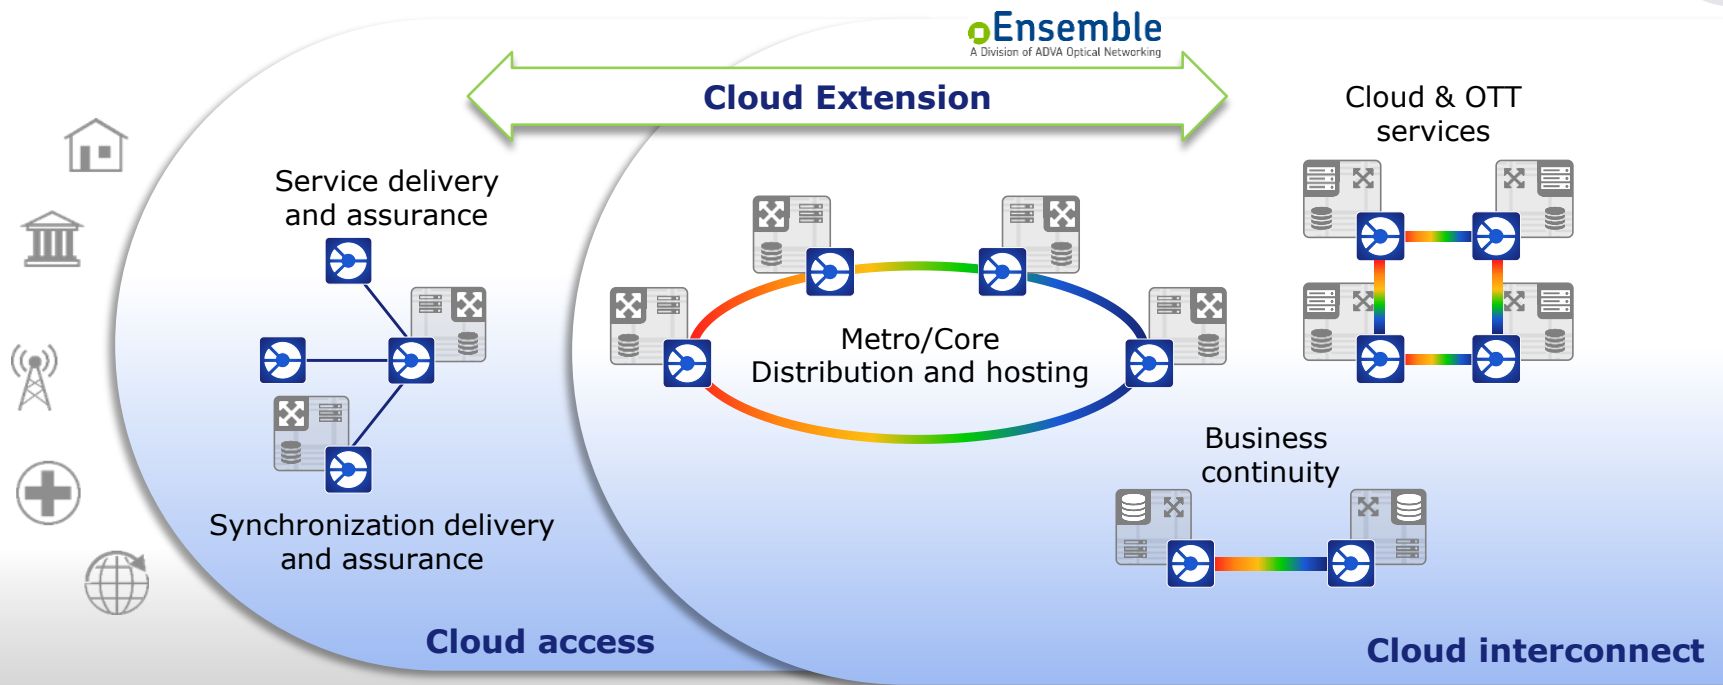 Ensemble
A Division of ADVA Optical Networking
Cloud Extension
Cloud & OTT
services
Service delivery
and assurance
Metro/Core
Distribution and hosting
Business
continuity
Synchronization delivery
and assurance
Cloud access
Cloud interconnect